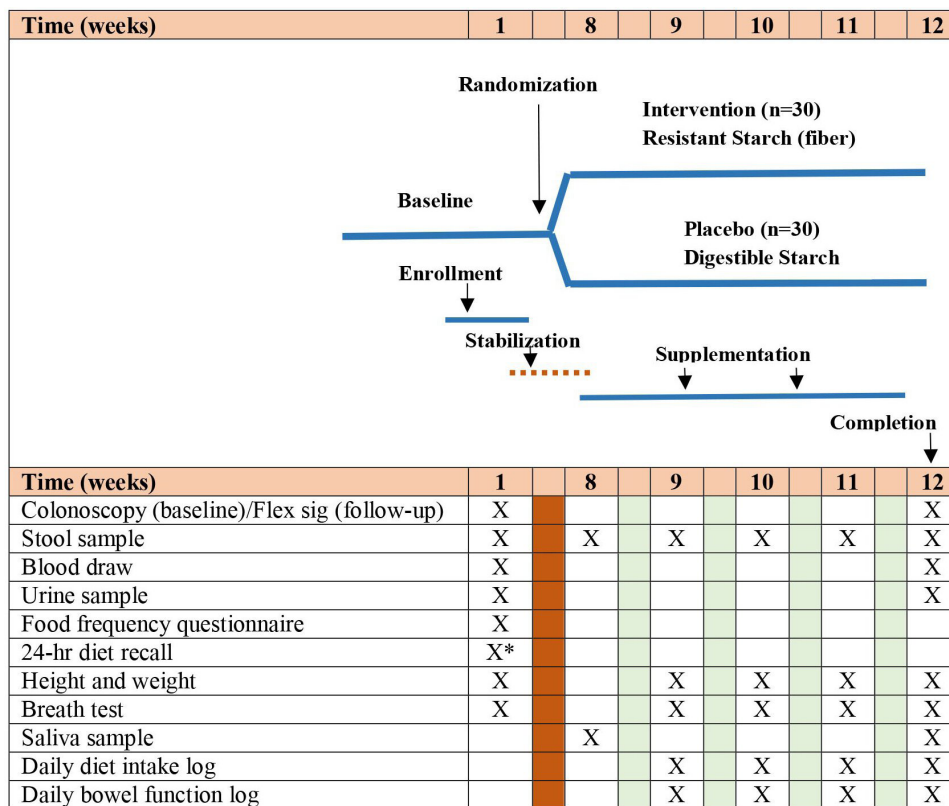 Time (weeks) 1 8 9 10 11 12
Randomization
Intervention (n=30)
Resistant Starch (fiber)
Baseline
Placebo (n=30)
Digestible Starch
Enrollment
Stabilization
Supplementation
Completion
Time (weeks) 1 8 9 10 11 12
Colonoscopy (baseline)/Flex sig (follow-up) X X
Stool sample X X X X X X
Blood draw X X
Urine sample X X
Food frequency questionnaire X
24-hr diet recall X*
Height and weight X X X X X
Breath test X X X X X
Saliva sample X X
Daily diet intake log X X X X
Daily bowel function log X X X X